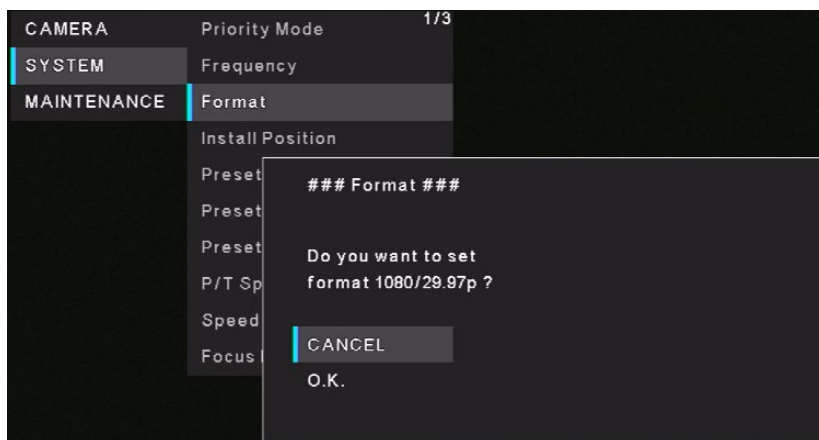 1/3
CAMERA
SYSTEM
MAINTENANCE
Priority Mode
Frequency
Format
Install Position
Preset
Preset
Preset
P/T Sp
Speed
Focus
### Format ###
Do you want to set
format 1080/29.97p ?
CANCEL
O.K.